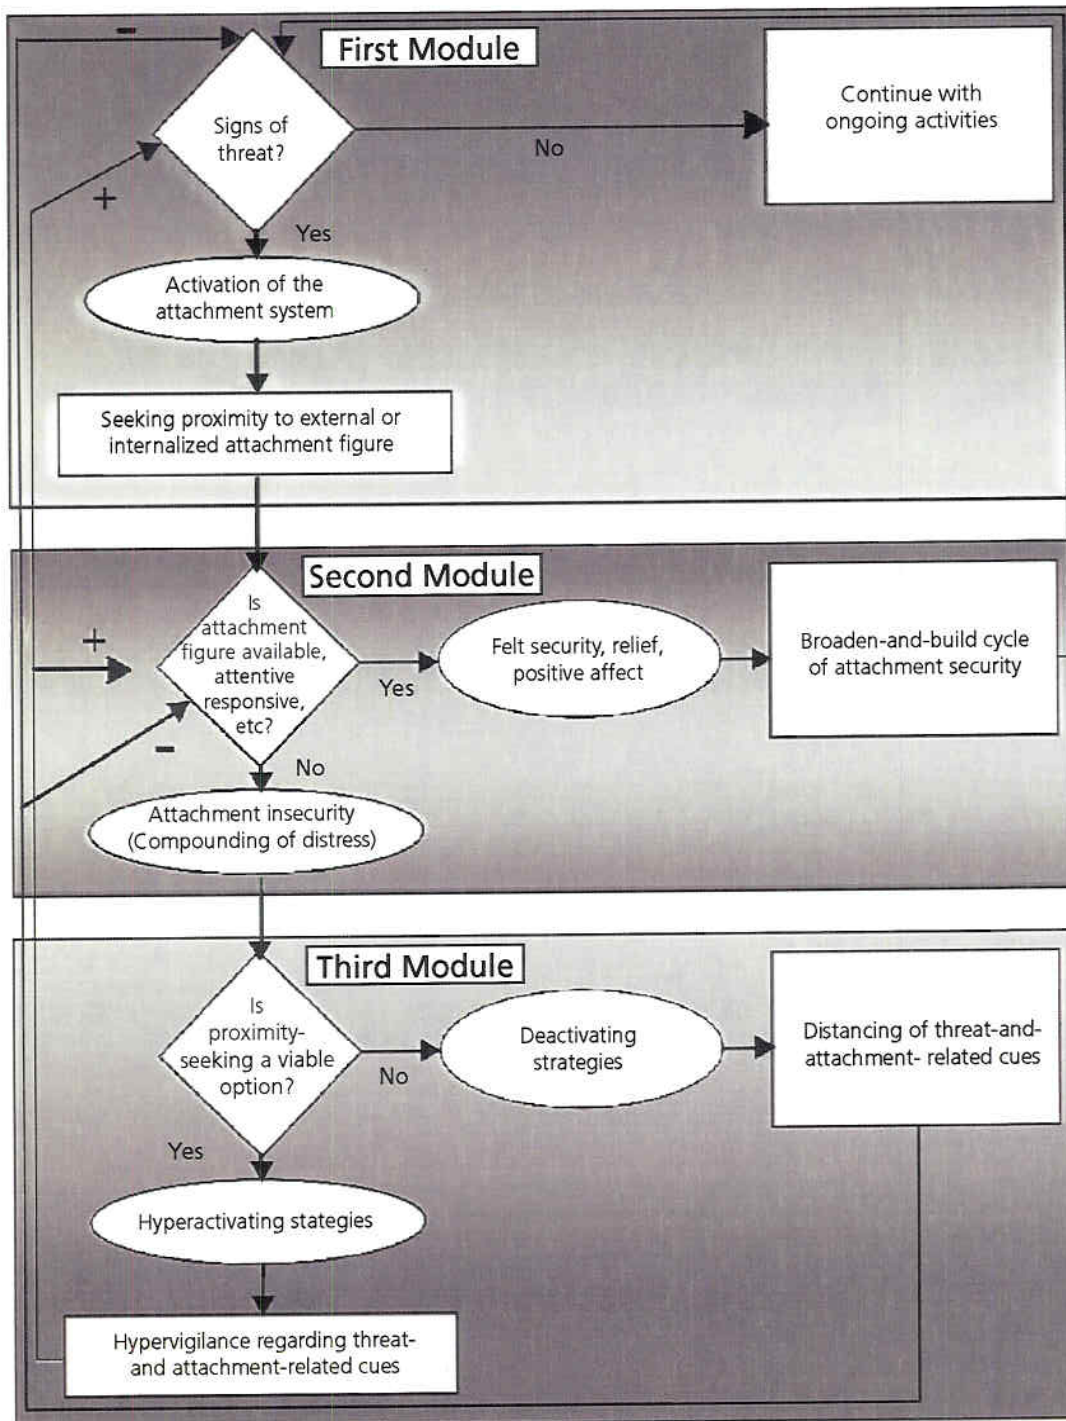 First Module
Signs of
threat?
No
Continue with
ongoing activities
-
+
Yes
Activation of the
attachment system
Seeking proximity to external or
internalized attachment figure
Second Module
Is
attachment
figure available,
attentive
responsive,
etc?
Yes
Felt security, relief,
positive affect
Broaden-and-build cycle
of attachment security
+
-
No
Attachment insecurity
(Compounding of distress)
Third Module
Is
proximity-
seeking a viable
option?
No
Deactivating
strategies
Distancing of threat-and-
attachment- related cues
Yes
Hyperactivating stategies
Hypervigilance regarding threat-
and attachment-related cues